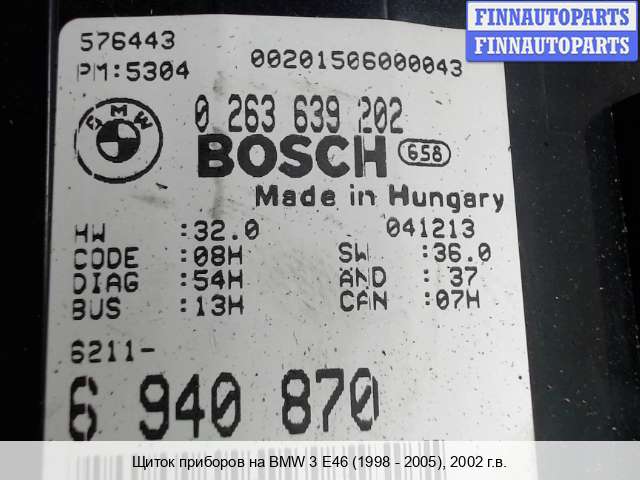 FINNAUTOPARTS
FINNAUTOPARTS
576443
PM:5304
00201506000043
BMW
0 263 639 202
BOSCH
658
Made in Hungary
HW :32.0
041213
CODE :08H
SW :36.0
DIAG :54H
AND : 37
BUS :13H
CAN :07H
6211-
6 940 870
Щиток приборов на BMW 3 E46 (1998 - 2005), 2002 г.в.